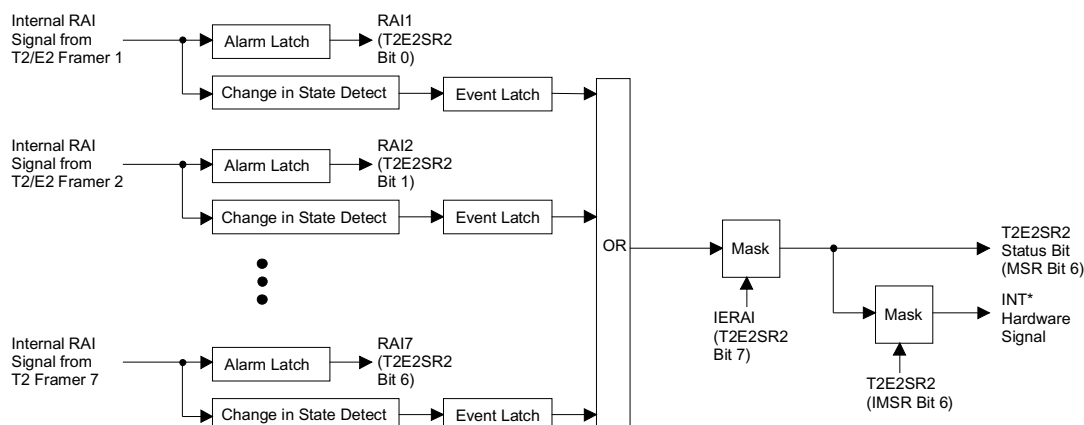 Internal RAI
Signal from
T2/E2 Framer 1
Alarm Latch
RAI1
(T2E2SR2
Bit 0)
Change in State Detect
Event Latch
Internal RAI
Signal from
T2/E2 Framer 2
Alarm Latch
RAI2
(T2E2SR2
Bit 1)
Change in State Detect
Event Latch
OR
Mask
T2E2SR2
Status Bit
(MSR Bit 6)
IERAI
(T2E2SR2
Bit 7)
Mask
INT*
Hardware
Signal
T2E2SR2
(IMSR Bit 6)
Internal RAI
Signal from
T2 Framer 7
Alarm Latch
RAI7
(T2E2SR2
Bit 6)
Change in State Detect
Event Latch